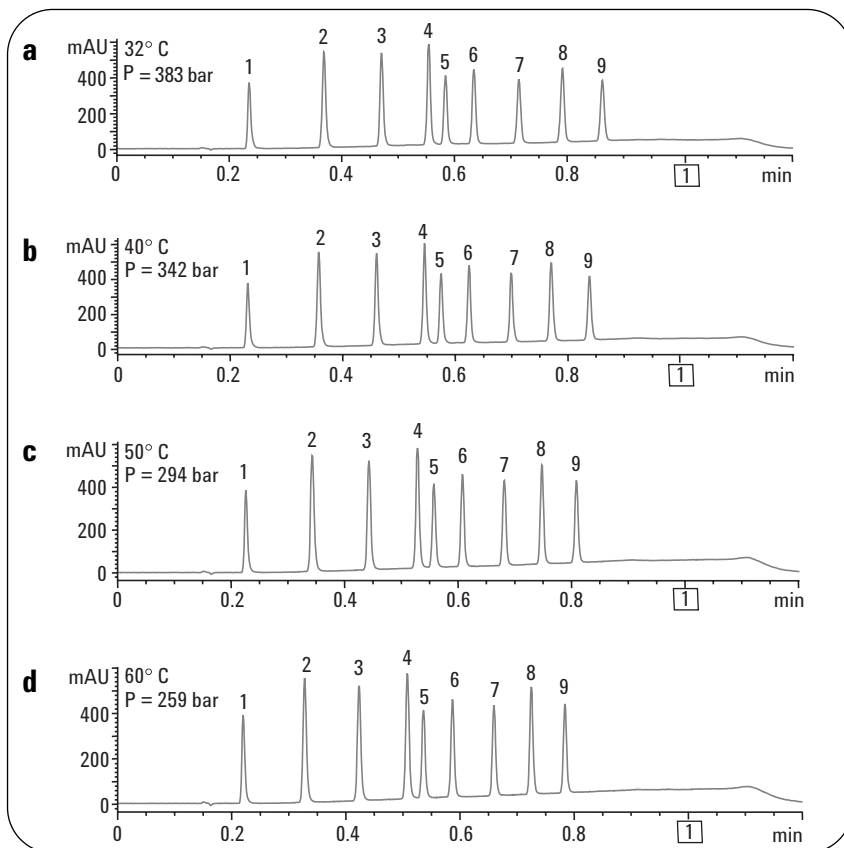 a
mAU
32° C
P = 383 bar
400
200
0
1 2 3 4 5 6 7 8 9
0 0.2 0.4 0.6 0.8 1 min
b
mAU
40° C
P = 342 bar
400
200
0
1 2 3 4 5 6 7 8 9
0 0.2 0.4 0.6 0.8 1 min
c
mAU
50° C
P = 294 bar
400
200
0
1 2 3 4 5 6 7 8 9
0 0.2 0.4 0.6 0.8 1 min
d
mAU
60° C
P = 259 bar
400
200
0
1 2 3 4 5 6 7 8 9
0 0.2 0.4 0.6 0.8 1 min